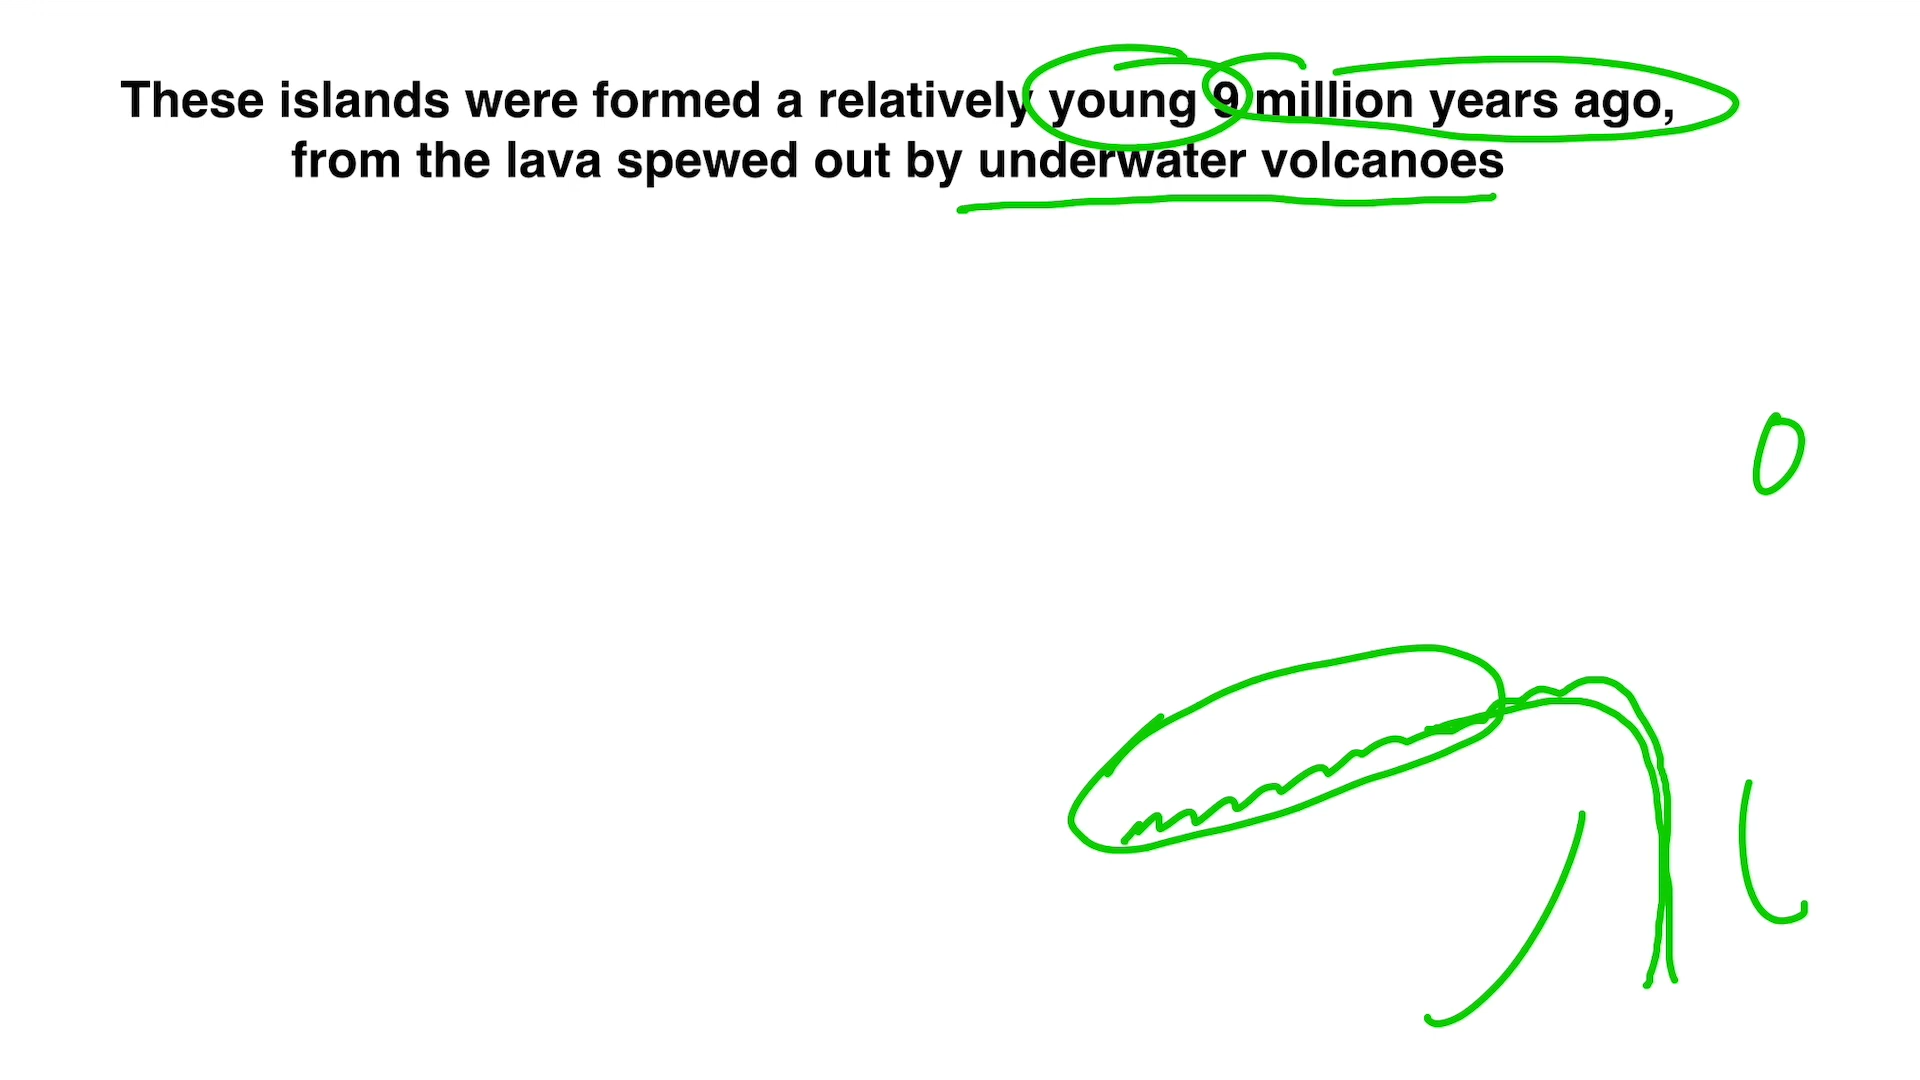 These islands were formed a relatively young 9 million years ago,
from the lava spewed out by underwater volcanoes